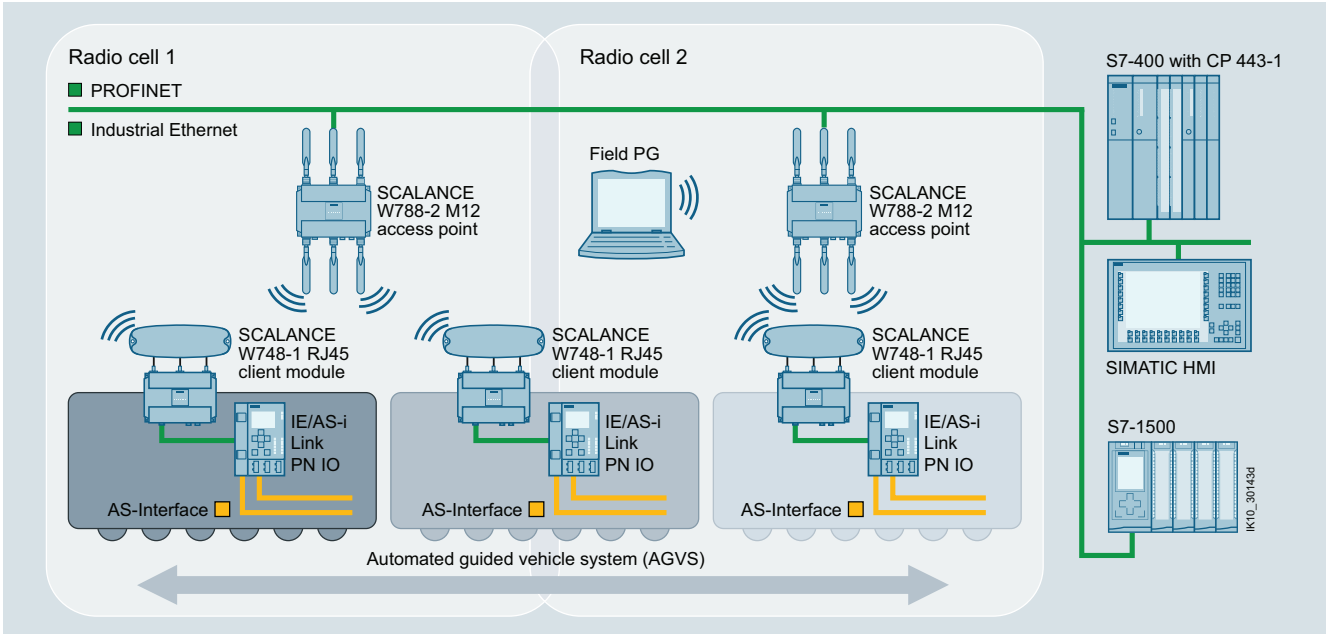 Radio cell 1
PROFINET
Industrial Ethernet
SCALANCE
W788-2 M12
access point
Radio cell 2
Field PG
SCALANCE
W788-2 M12
access point
S7-400 with CP 443-1
SIMATIC HMI
S7-1500
IK10_30143d
SCALANCE
W748-1 RJ45
client module
IE/AS-i
Link
PN IO
AS-Interface
SCALANCE
W748-1 RJ45
client module
IE/AS-i
Link
PN IO
AS-Interface
SCALANCE
W748-1 RJ45
client module
IE/AS-i
Link
PN IO
AS-Interface
Automated guided vehicle system (AGVS)